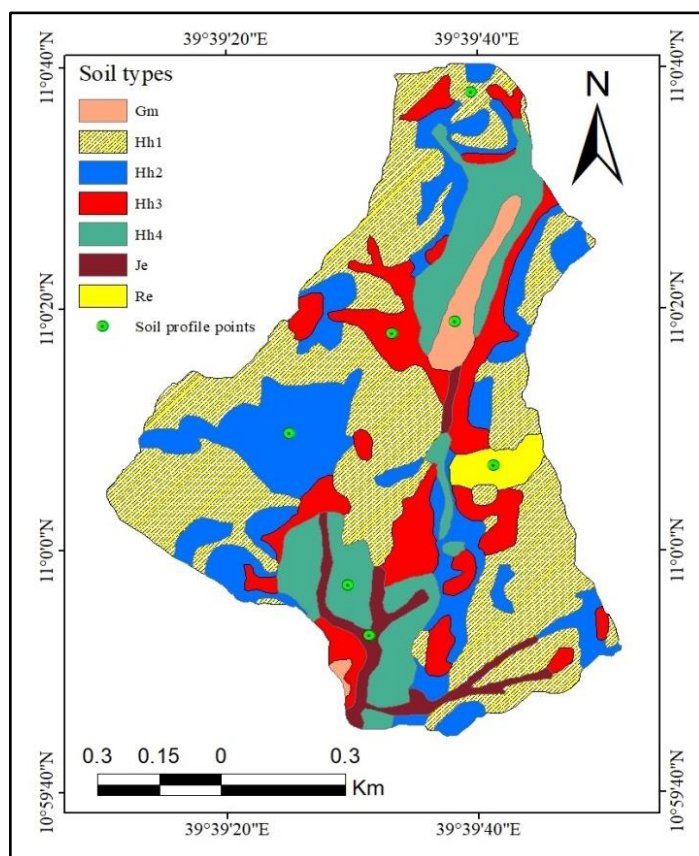 39°39'20"E 39°39'40"E
11°0'40"N 11°0'40"N
Soil types
N
Gm
Hh1
Hh2
Hh3
Hh4
Je
Re
Soil profile points
11°0'20"N 11°0'20"N
11°0'0"N 11°0'0"N
10°59'40"N 10°59'40"N
0.3 0.15 0 0.3
Km
39°39'20"E 39°39'40"E